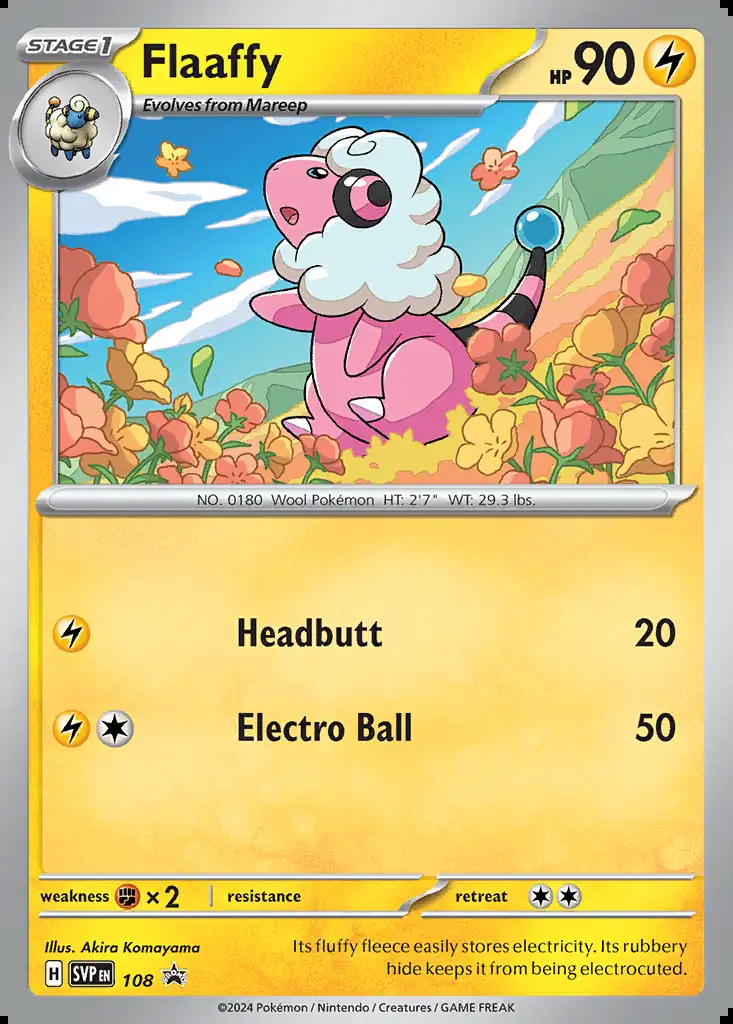 STAGE1
Flaaffy
HP 90
Evolves from Mareep
NO. 0180 Wool Pokémon HT: 2'7" WT: 29.3 lbs.
Headbutt 20
Electro Ball 50
weakness ×2 resistance retreat
Illus. Akira Komayama
Its fluffy fleece easily stores electricity. Its rubbery
hide keeps it from being electrocuted.
H SVP EN 108 PROMO
©2024 Pokémon / Nintendo / Creatures / GAME FREAK